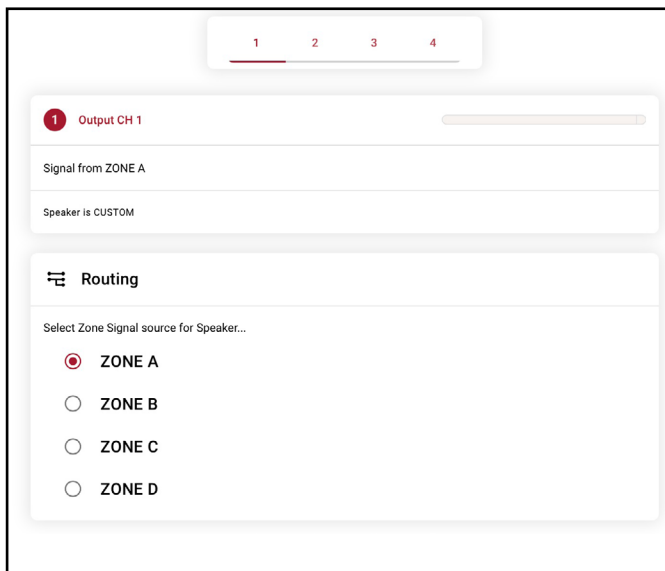 1 2 3 4
1 Output CH 1
Signal from ZONE A
Speaker is CUSTOM
Routing
Select Zone Signal source for Speaker...
ZONE A
ZONE B
ZONE C
ZONE D